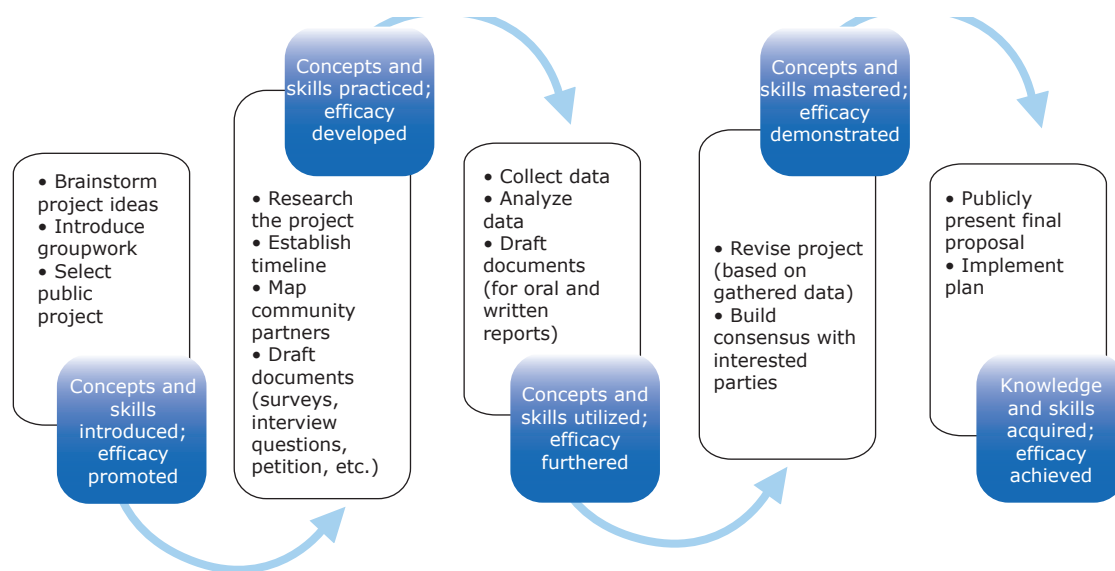 • Brainstorm
project ideas
• Introduce
groupwork
• Select
public
project
Concepts and
skills
introduced;
efficacy
promoted
Concepts and
skills practiced;
efficacy
developed
• Research
the project
• Establish
timeline
• Map
community
partners
• Draft
documents
(surveys,
interview
questions,
petition, etc.)
• Collect data
• Analyze
data
• Draft
documents
(for oral and
written
reports)
Concepts and
skills utilized;
efficacy
furthered
Concepts and
skills mastered;
efficacy
demonstrated
• Revise project
(based on
gathered data)
• Build
consensus with
interested
parties
• Publicly
present final
proposal
• Implement
plan
Knowledge
and skills
acquired;
efficacy
achieved